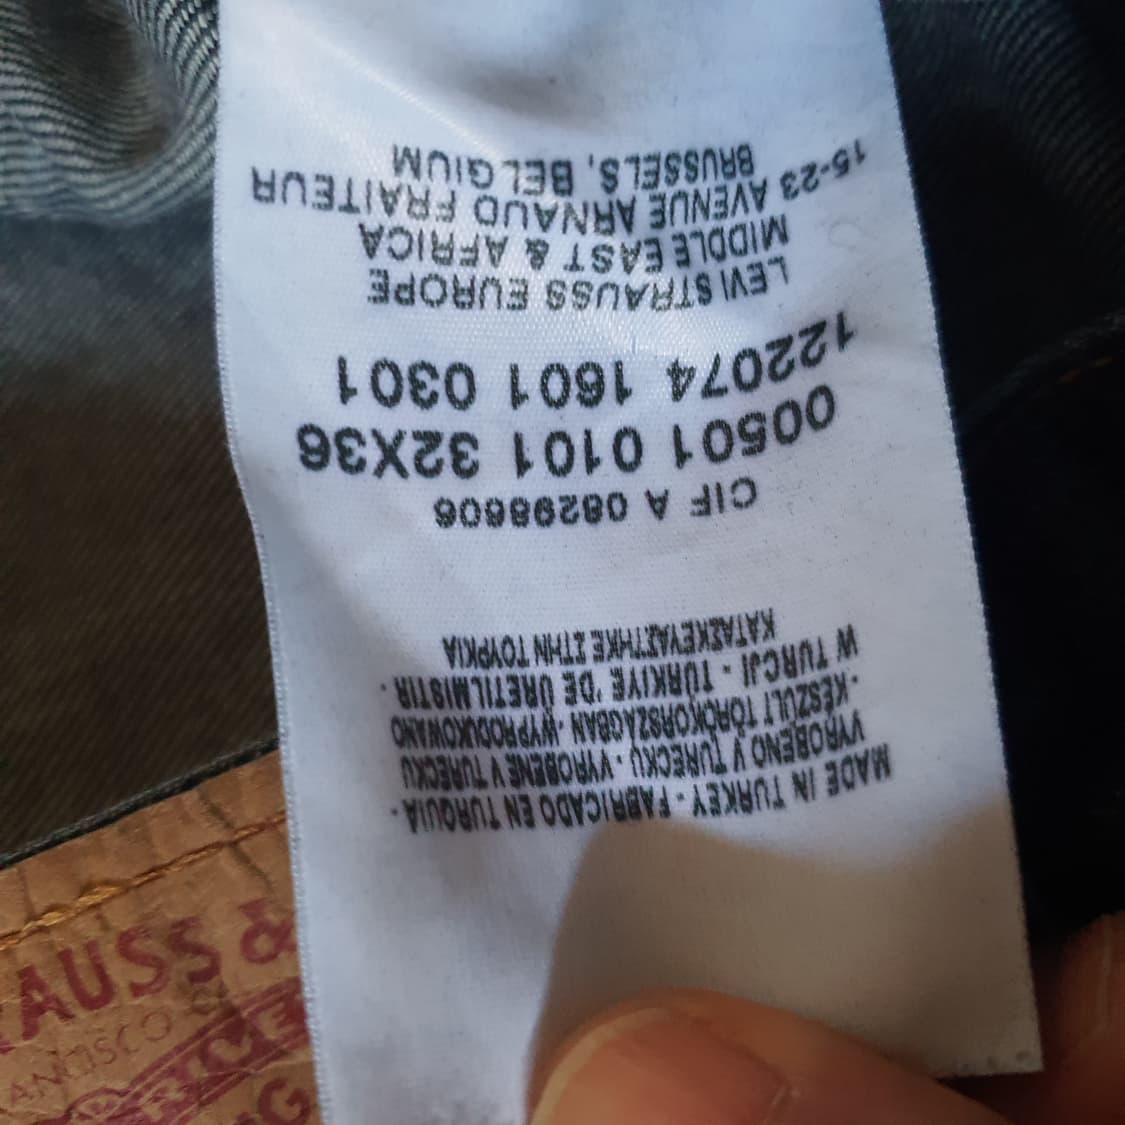 MADE IN TURKEY - FABRICADO EN TURQUIA -
VYROBENO V TURECKU - VYROBENÉ V TURECKU
- KÉSZÜLT TÖRÖKORSZÁGBAN - WYPRODUKOWANO
W TURCJI - TÜRKIYE 'DE ÜRETILMISTIR -
ΚΑΤΑΣΚΕΥΑΣΤΗΚΕ ΣΤΗΝ ΤΟΥΡΚΙΑ
CIF A 08298606
00501 0101 32X36
122074 1601 0301
LEVI STRAUSS EUROPE
MIDDLE EAST & AFRICA
15-23 AVENUE ARNAUD FRAITEUR
BRUSSELS, BELGIUM
AUSS &